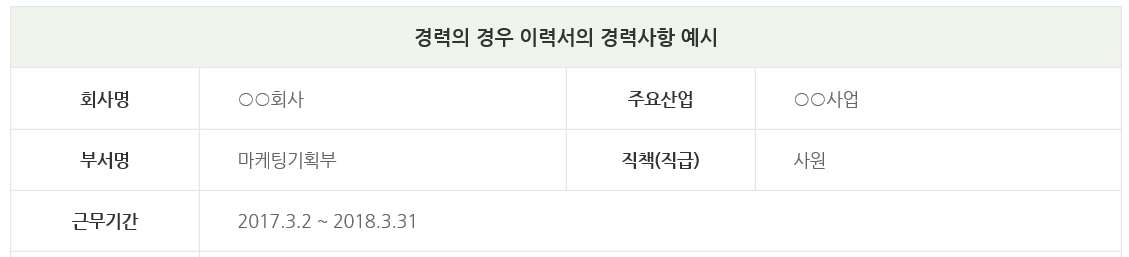 경력의 경우 이력서의 경력사항 예시
회사명 ○○회사 주요산업 ○○사업
부서명 마케팅기획부 직책(직급) 사원
근무기간 2017.3.2 ~ 2018.3.31